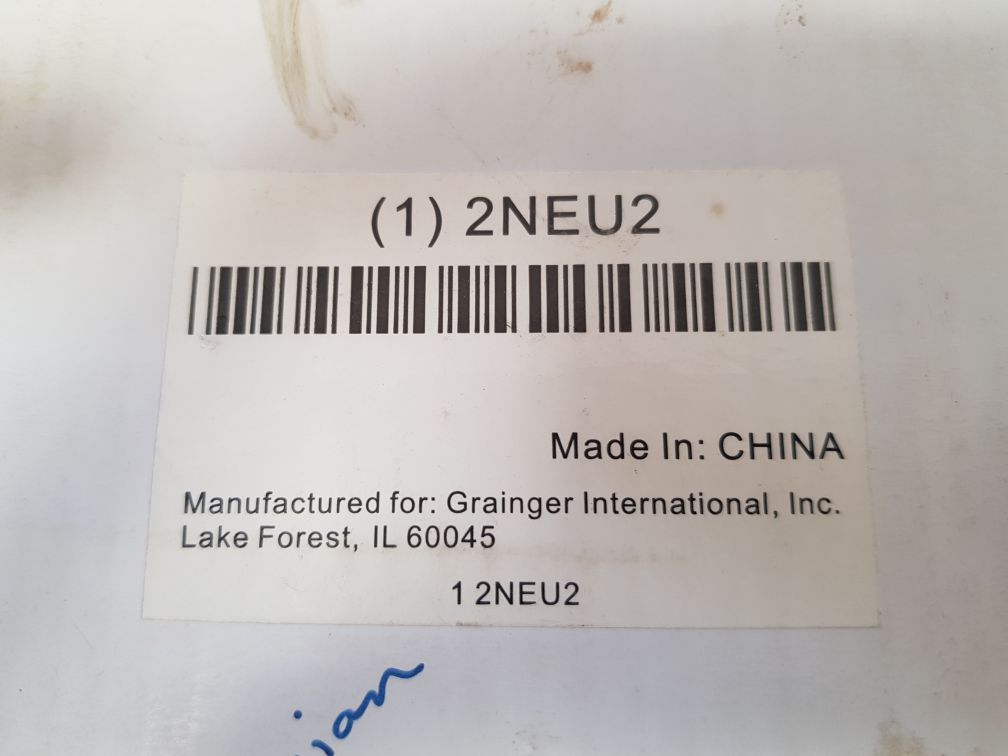 (1) 2NEU2
Made In: CHINA
Manufactured for: Grainger International, Inc.
Lake Forest, IL 60045
1 2NEU2